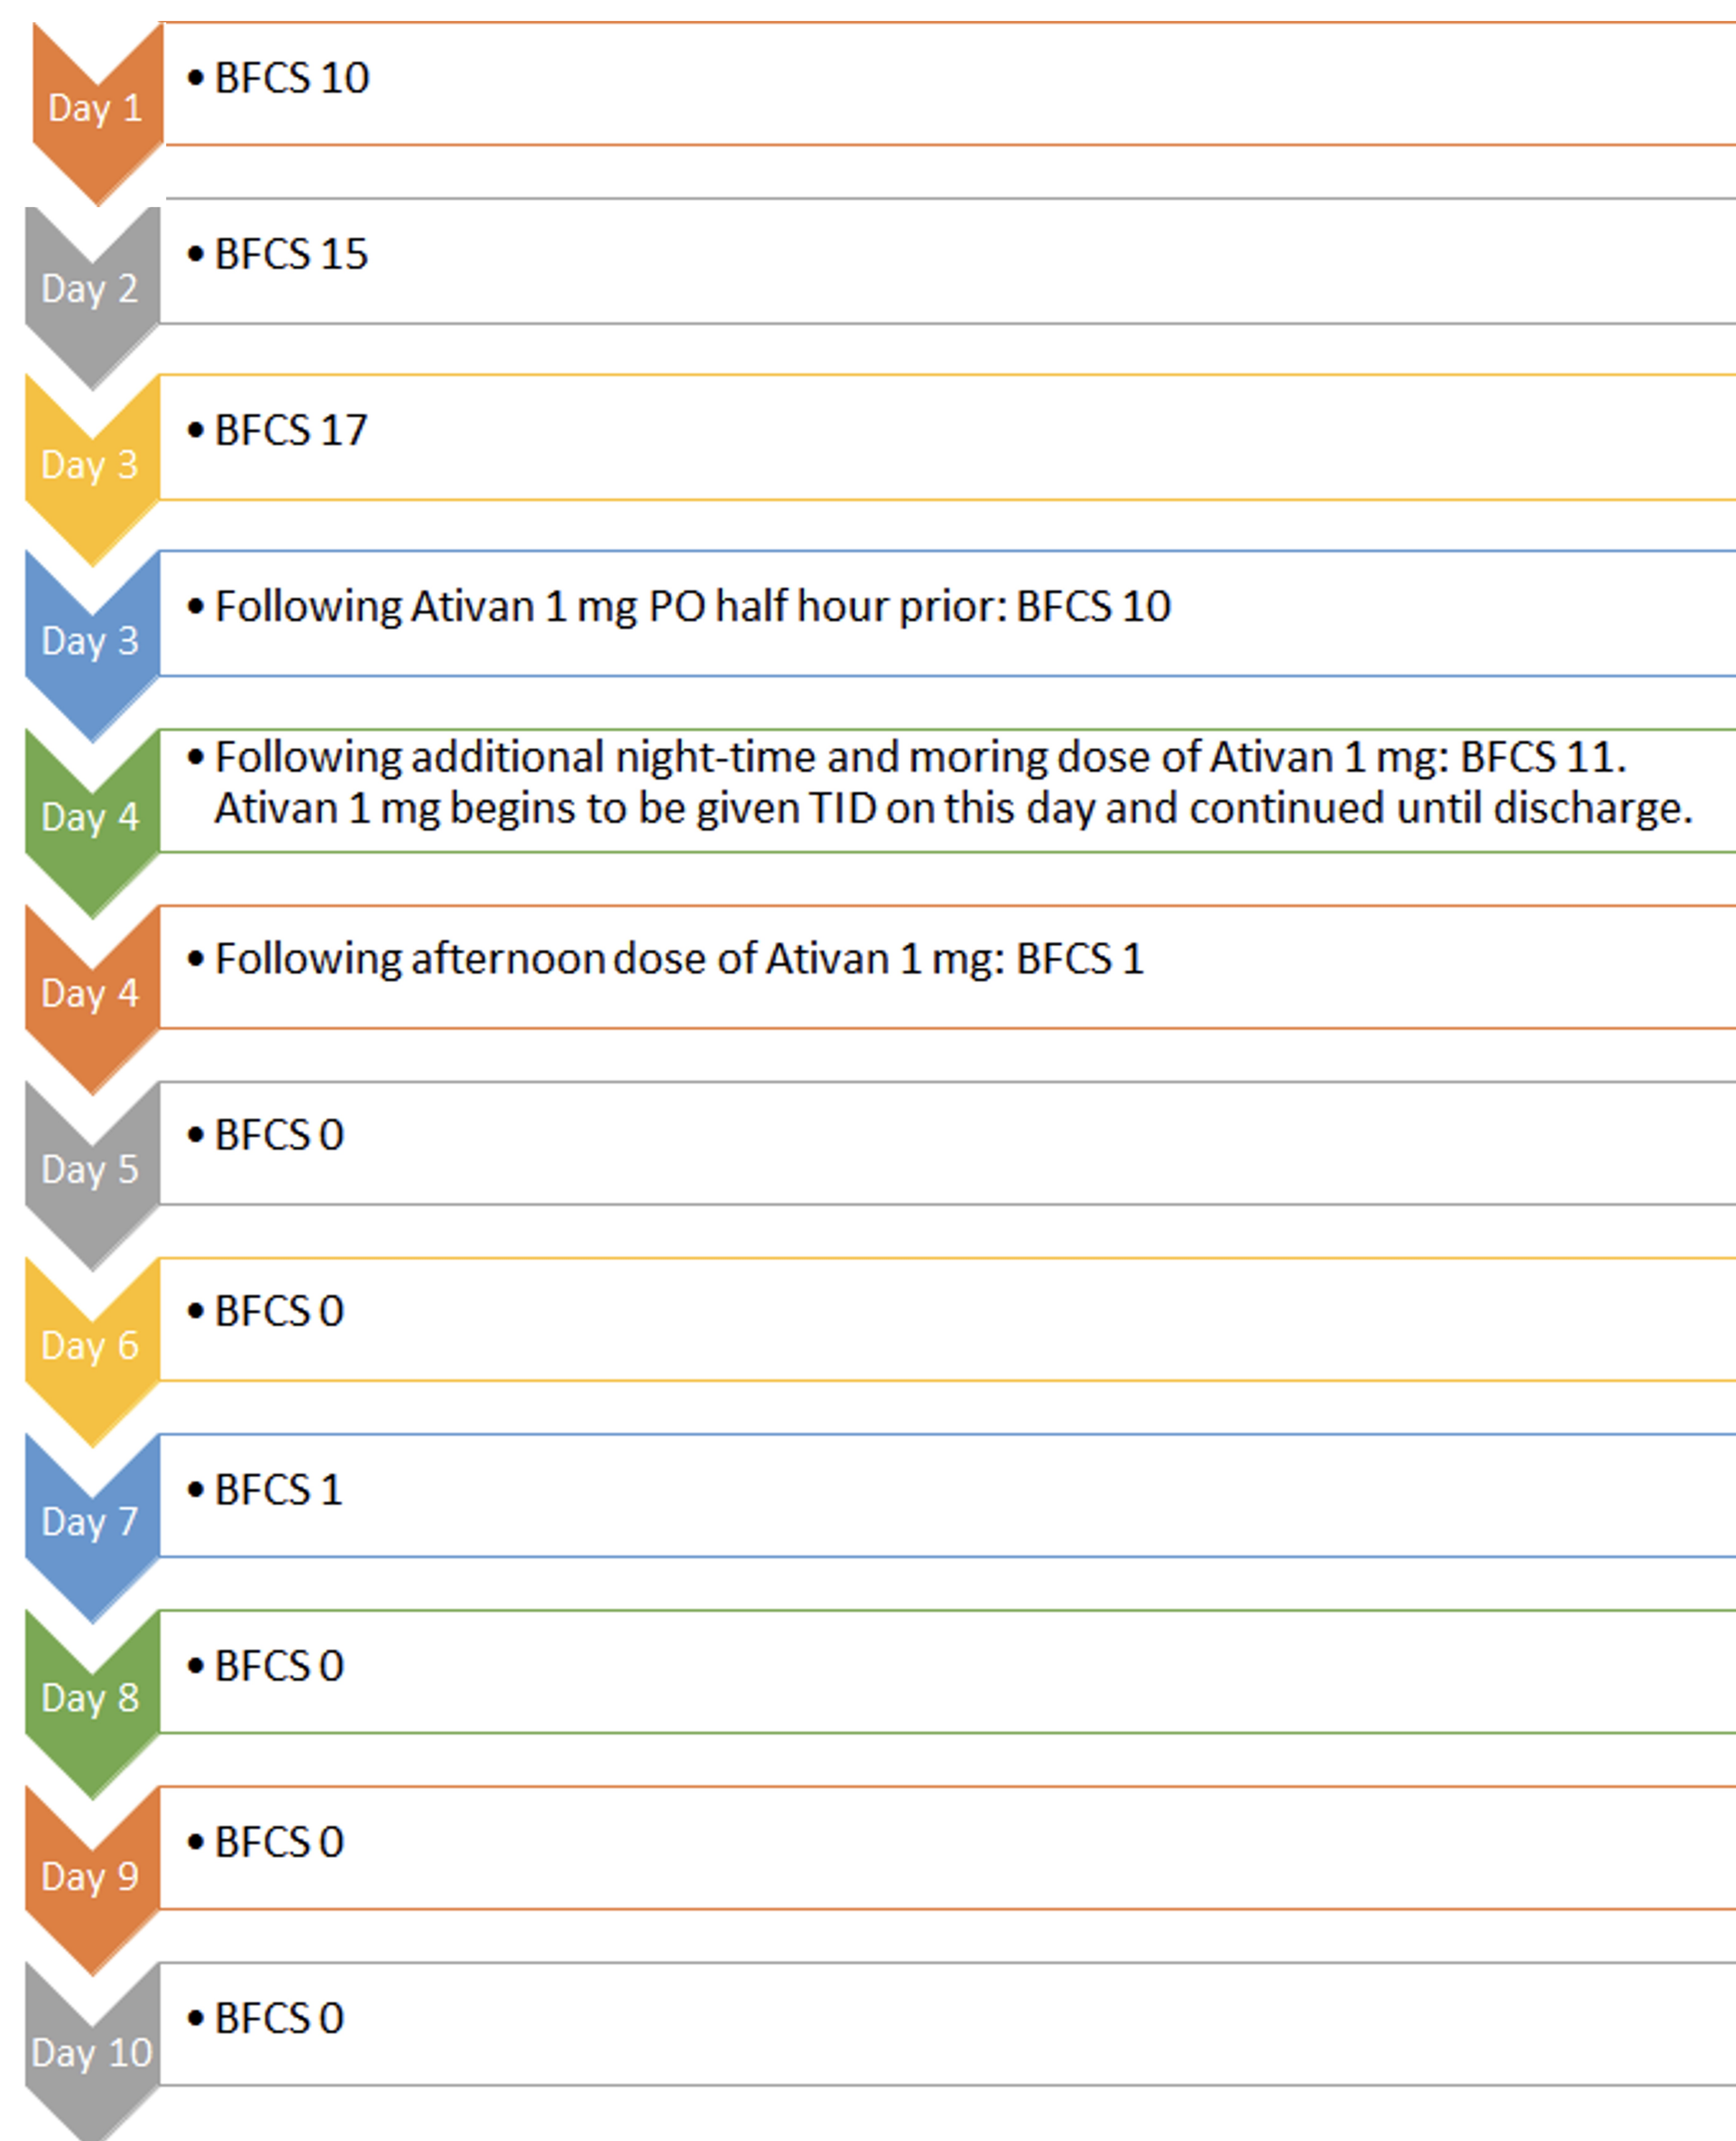 Day 1
• BFCS 10
Day 2
• BFCS 15
Day 3
• BFCS 17
Day 3
• Following Ativan 1 mg PO half hour prior: BFCS 10
Day 4
• Following additional night-time and moring dose of Ativan 1 mg: BFCS 11.
Ativan 1 mg begins to be given TID on this day and continued until discharge.
Day 4
• Following afternoon dose of Ativan 1 mg: BFCS 1
Day 5
• BFCS 0
Day 6
• BFCS 0
Day 7
• BFCS 1
Day 8
• BFCS 0
Day 9
• BFCS 0
Day 10
• BFCS 0